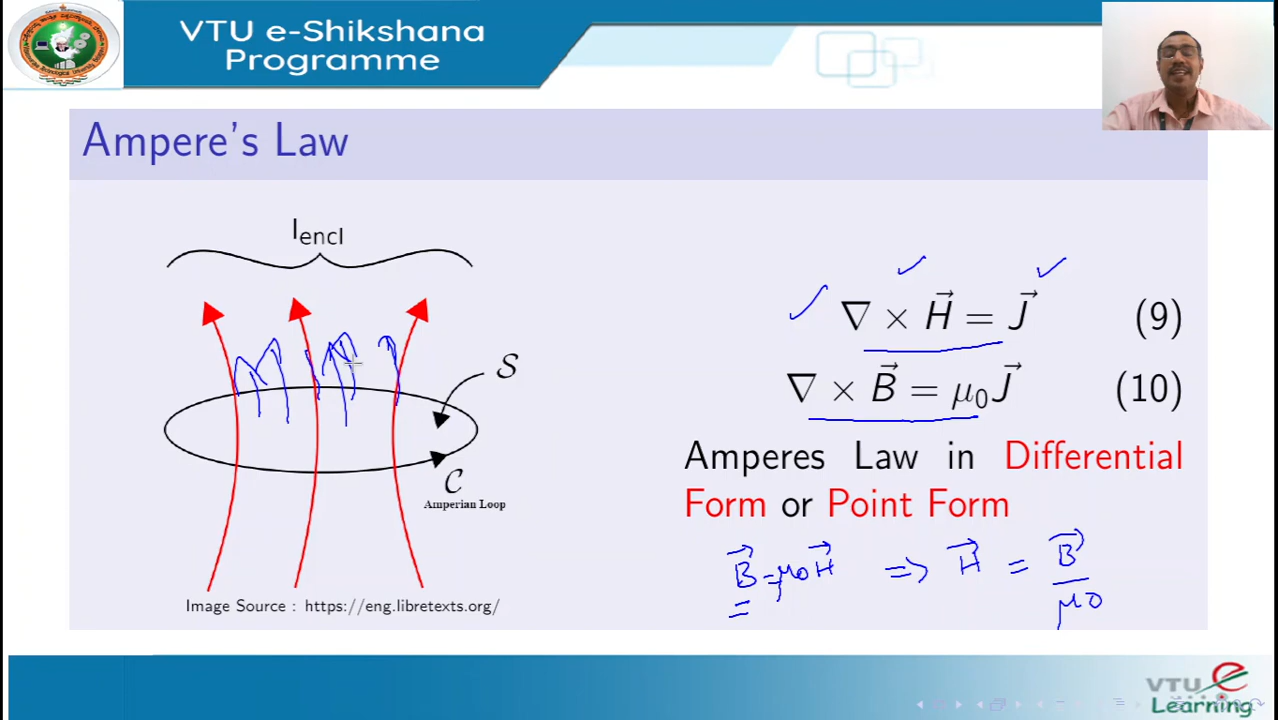 VTU e-Shikshana
Programme
Ampere's Law
I_encl
S
C
Amperian Loop
Image Source : https://eng.libretexts.org/
∇ × H⃗ = J⃗ (9)
∇ × B⃗ = μ₀J⃗ (10)
Amperes Law in Differential
Form or Point Form
B⃗ = μ₀H⃗ ⇒ H⃗ = B⃗/μ₀
VTU
Learning